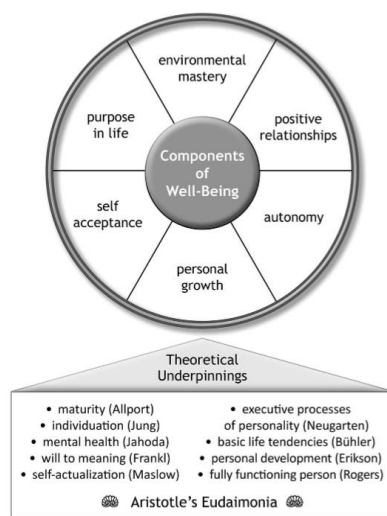 environmental
mastery
purpose
in life
positive
relationships
Components
of
Well-Being
self
acceptance
autonomy
personal
growth
Theoretical
Underpinnings
• maturity (Allport)
• individuation (Jung)
• mental health (Jahoda)
• will to meaning (Frankl)
• self-actualization (Maslow)
• executive processes
of personality (Neugarten)
• basic life tendencies (Bühler)
• personal development (Erikson)
• fully functioning person (Rogers)
Aristotle's Eudaimonia